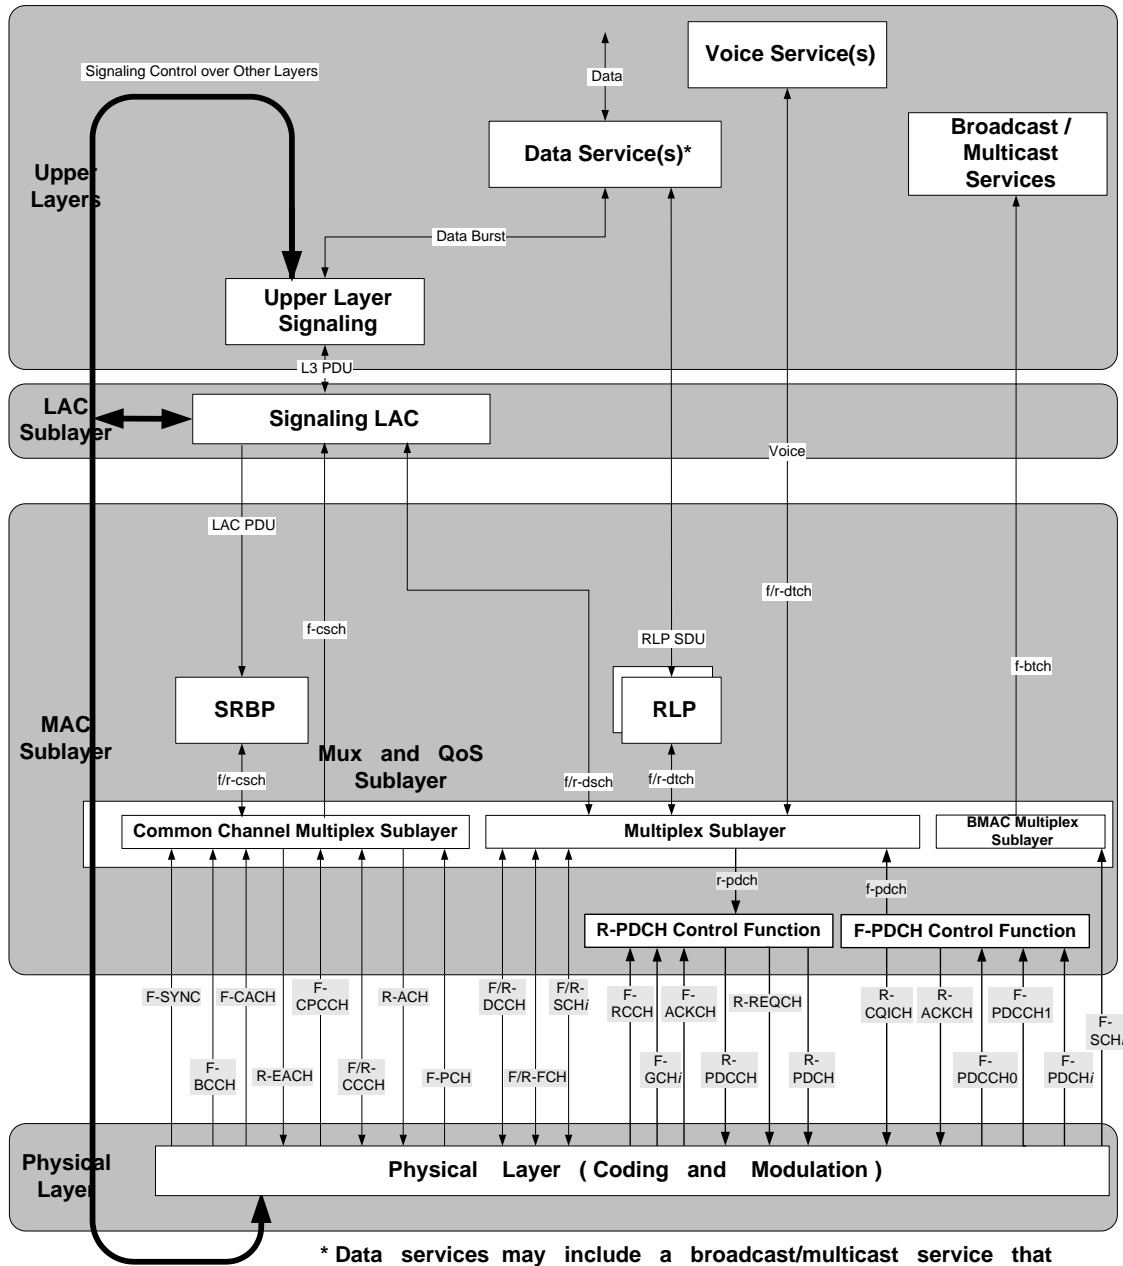 Voice Service(s)
Signaling Control over Other Layers
Data
Broadcast /
Multicast
Services
Data Service(s)*
Upper
Layers
Data Burst
Upper Layer
Signaling
L3 PDU
LAC
Sublayer
Signaling LAC
Voice
LAC PDU
f/r-dtch
f-csch
RLP SDU
f-btch
SRBP
RLP
MAC
Sublayer
Mux and QoS
Sublayer
f/r-csch
f/r-dsch
f/r-dtch
Common Channel Multiplex Sublayer
Multiplex Sublayer
BMAC Multiplex
Sublayer
r-pdch
f-pdch
R-PDCH Control Function
F-PDCH Control Function
F-SYNC
F-CACH
F-
CPCCH
R-ACH
F/R-
DCCH
F/R-
SCHi
F-
RCCH
F-
ACKCH
R-REQCH
R-
CQICH
R-
ACKCH
F-
PDCCH1
F-
SCHi
F-
BCCH
R-EACH
F/R-
CCCH
F-PCH
F/R-FCH
F-
GCHi
R-
PDCCH
R-
PDCH
F-
PDCCH0
F-
PDCHi
Physical
Layer
Physical Layer ( Coding and Modulation )
* Data services may include a broadcast/multicast service that